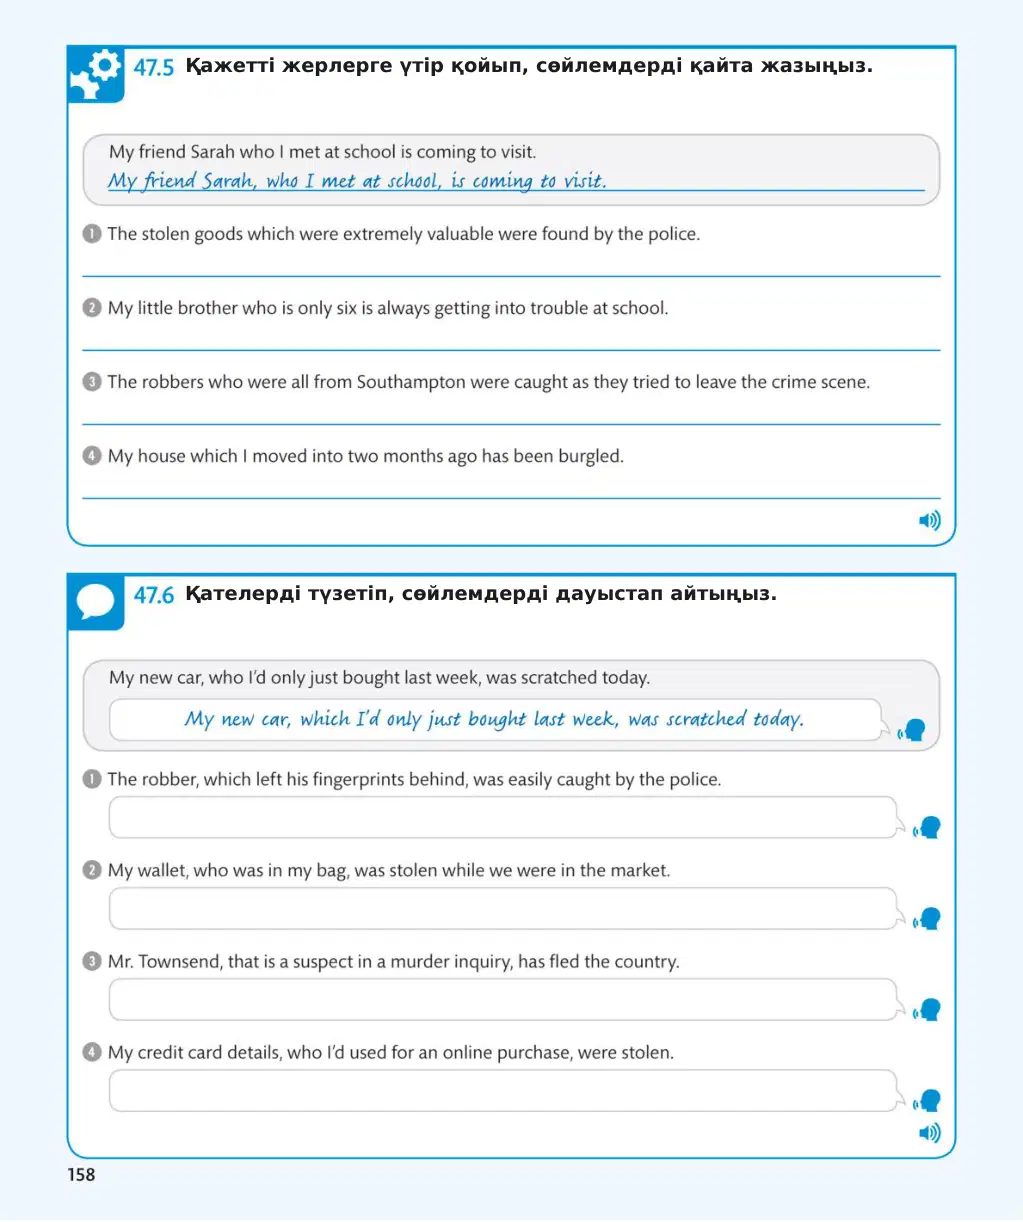 47.5 Қажетті жерлерге үтір қойып, сөйлемдерді қайта жазыңыз.
My friend Sarah who I met at school is coming to visit.
My friend Sarah, who I met at school, is coming to visit.
1 The stolen goods which were extremely valuable were found by the police.
2 My little brother who is only six is always getting into trouble at school.
3 The robbers who were all from Southampton were caught as they tried to leave the crime scene.
4 My house which I moved into two months ago has been burgled.
47.6 Қателерді түзетіп, сөйлемдерді дауыстап айтыңыз.
My new car, who I'd only just bought last week, was scratched today.
My new car, which I'd only just bought last week, was scratched today.
1 The robber, which left his fingerprints behind, was easily caught by the police.
2 My wallet, who was in my bag, was stolen while we were in the market.
3 Mr. Townsend, that is a suspect in a murder inquiry, has fled the country.
4 My credit card details, who I'd used for an online purchase, were stolen.
158